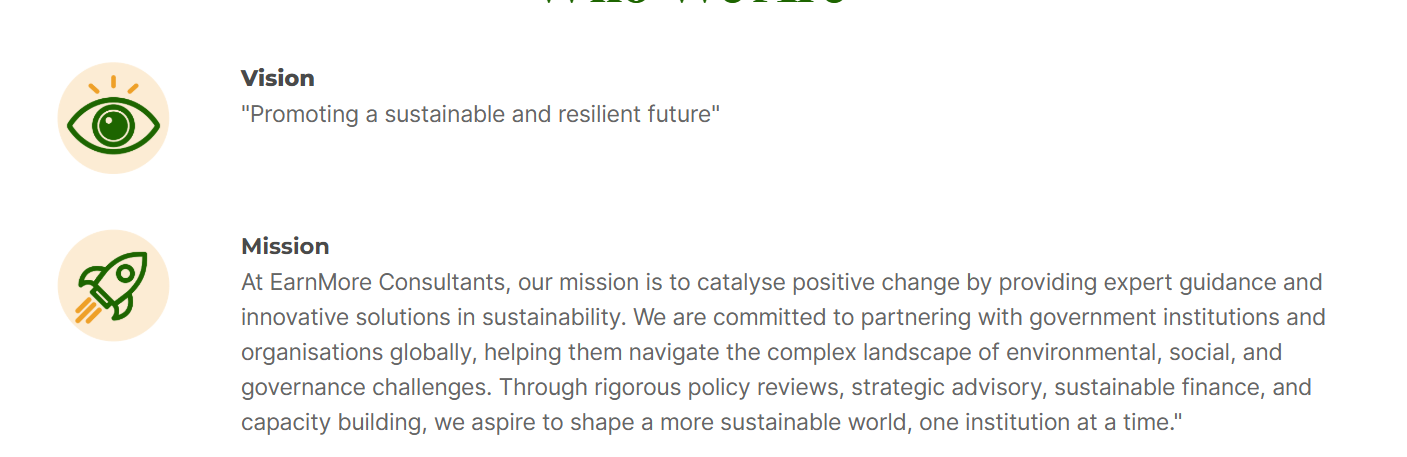 Who We Are
Vision
"Promoting a sustainable and resilient future"
Mission
At EarnMore Consultants, our mission is to catalyse positive change by providing expert guidance and
innovative solutions in sustainability. We are committed to partnering with government institutions and
organisations globally, helping them navigate the complex landscape of environmental, social, and
governance challenges. Through rigorous policy reviews, strategic advisory, sustainable finance, and
capacity building, we aspire to shape a more sustainable world, one institution at a time."